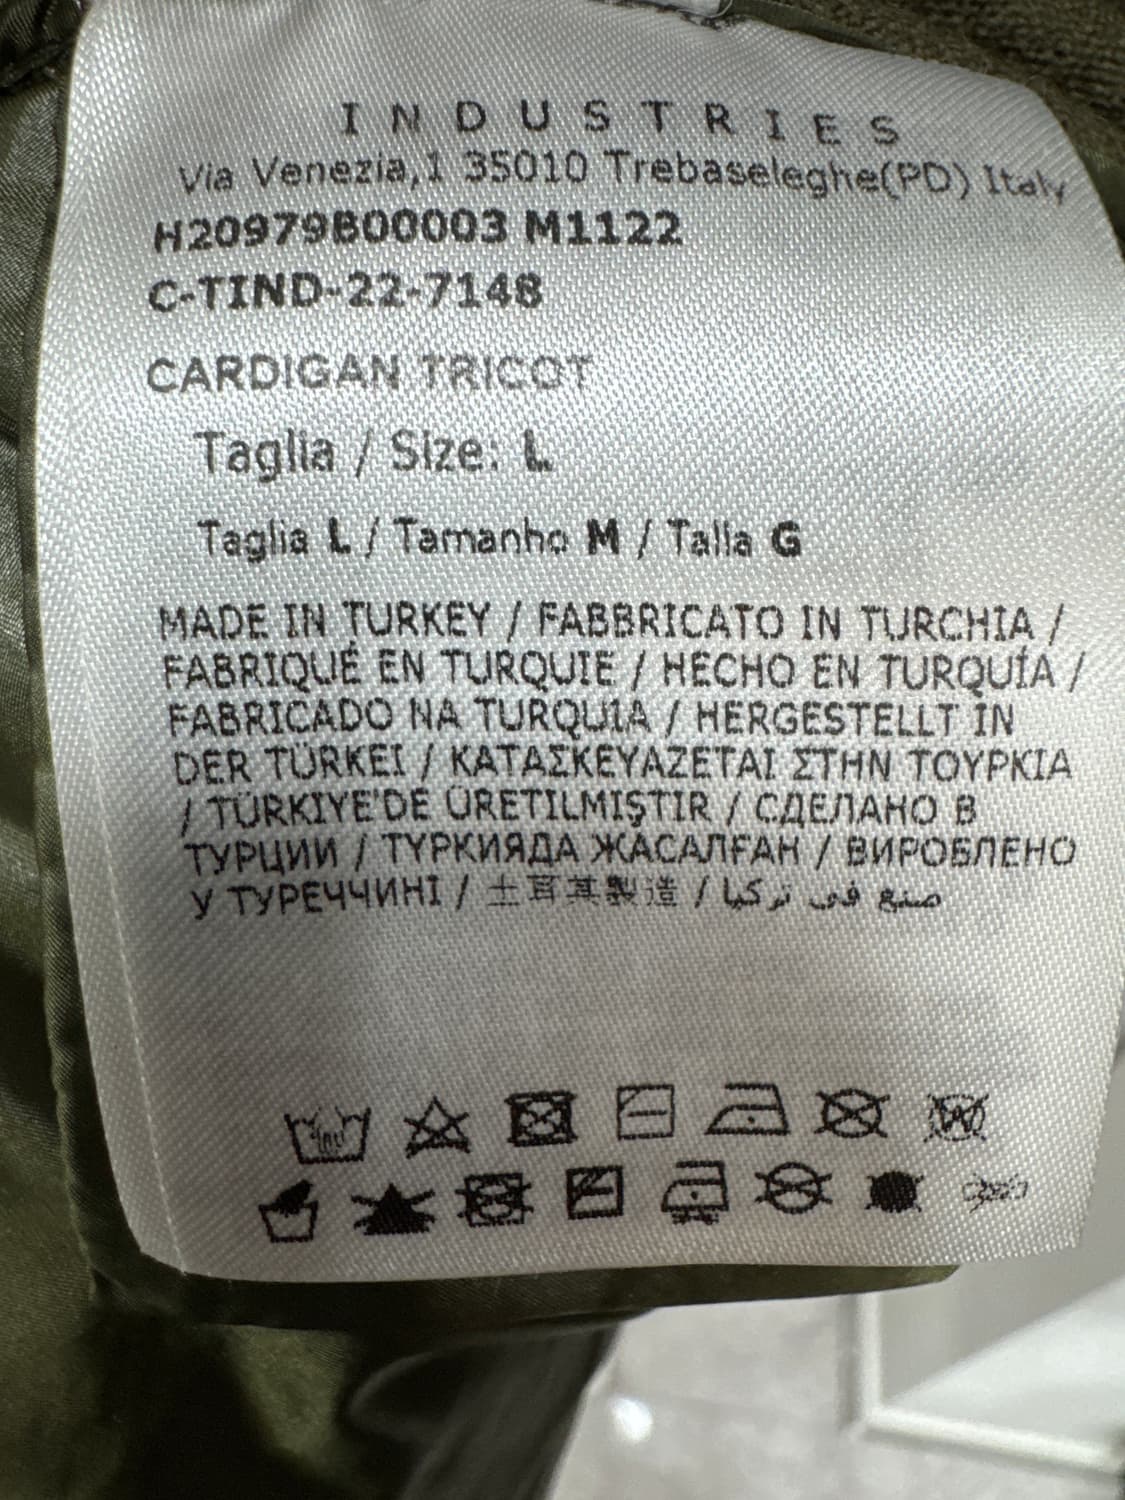 INDUSTRIES
Via Venezia,1 35010 Trebaseleghe(PD) Italy
H20979B00003 M1122
C-TIND-22-7148
CARDIGAN TRICOT
Taglia / Size: L
Taglia L / Tamanho M / Talla G
MADE IN TURKEY / FABBRICATO IN TURCHIA /
FABRIQUÉ EN TURQUIE / HECHO EN TURQUÍA /
FABRICADO NA TURQUIA / HERGESTELLT IN
DER TÜRKEI / ΚΑΤΑΣΚΕΥΑΖΕΤΑΙ ΣΤΗΝ ΤΟΥΡΚΙΑ
/ TÜRKIYE'DE ÜRETILMIŞTIR / СДЕЛАНО В
ТУРЦИИ / ТҮРКИЯДА ЖАСАЛҒАН / ВИРОБЛЕНО
У ТУРЕЧЧИНІ / 土耳其製造 / صنع في تركيا